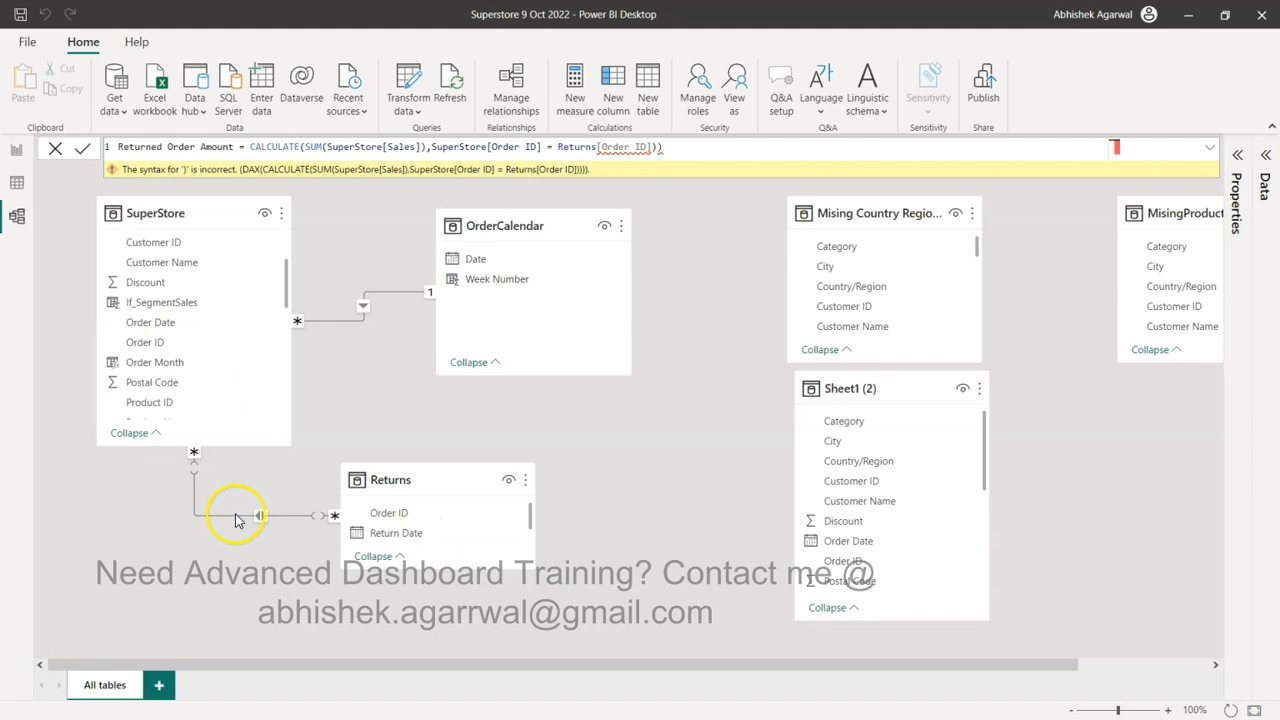 Superstore 9 Oct 2022 - Power BI Desktop
Abhishek Agarwal
File
Home
Help
Paste
Cut
Copy
Get data
Excel workbook
Data hub
SQL Server
Enter data
Dataverse
Recent sources
Transform data
Refresh
Manage relationships
New measure
New column
New table
Manage roles
View as
Q&A setup
Language
Linguistic schema
Sensitivity
Publish
Clipboard
Data
Queries
Relationships
Calculations
Security
Q&A
Sensitivity
Share
1 Returned Order Amount = CALCULATE(SUM(SuperStore[Sales]),SuperStore[Order ID] = Returns[Order ID]))
The syntax for ')' is incorrect. (DAX(CALCULATE(SUM(SuperStore[Sales]).SuperStore[Order ID] = Returns[Order ID])))).
SuperStore
Customer ID
Customer Name
Discount
If_SegmentSales
Order Date
Order ID
Order Month
Postal Code
Product ID
Collapse
OrderCalendar
Date
Week Number
Collapse
1
Mising Country Regio...
Category
City
Country/Region
Customer ID
Customer Name
Collapse
MisingProduct
Category
City
Country/Region
Customer ID
Customer Name
Collapse
Properties
Data
Sheet1 (2)
Category
City
Country/Region
Customer ID
Customer Name
Discount
Order Date
Order ID
Postal Code
Collapse
Returns
Order ID
Return Date
Collapse
Need Advanced Dashboard Training? Contact me @
abhishek.agarrwal@gmail.com
All tables
100%